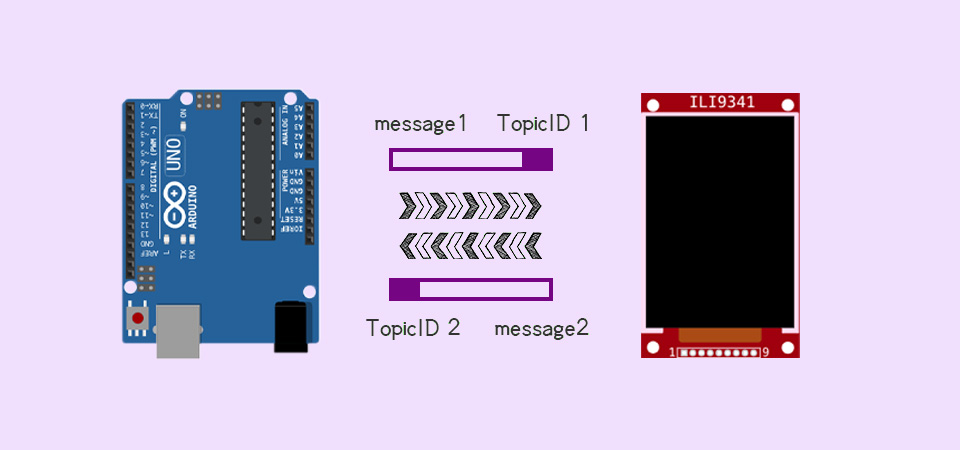 ILI9341
message1 TopicID 1
TopicID 2 message2
1 9
UNO
ARDUINO
ON
DIGITAL (PWM ~)
RX←0
TX→1
2
~3
4
~5
~6
7
8
~9
~10
~11
12
13
GND
AREF
L
TX
RX
ANALOG IN
A5
A4
A3
A2
A1
A0
POWER
Vin
GND
GND
5V
3.3V
RESET
IOREF